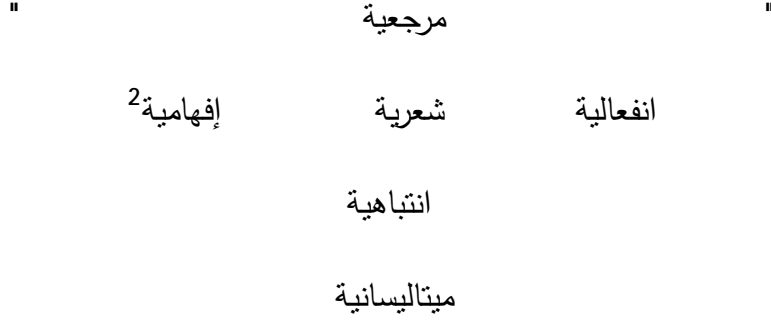 " مرجعية "
انفعالية شعرية إفهامية2
انتباهية
ميتاليسانية